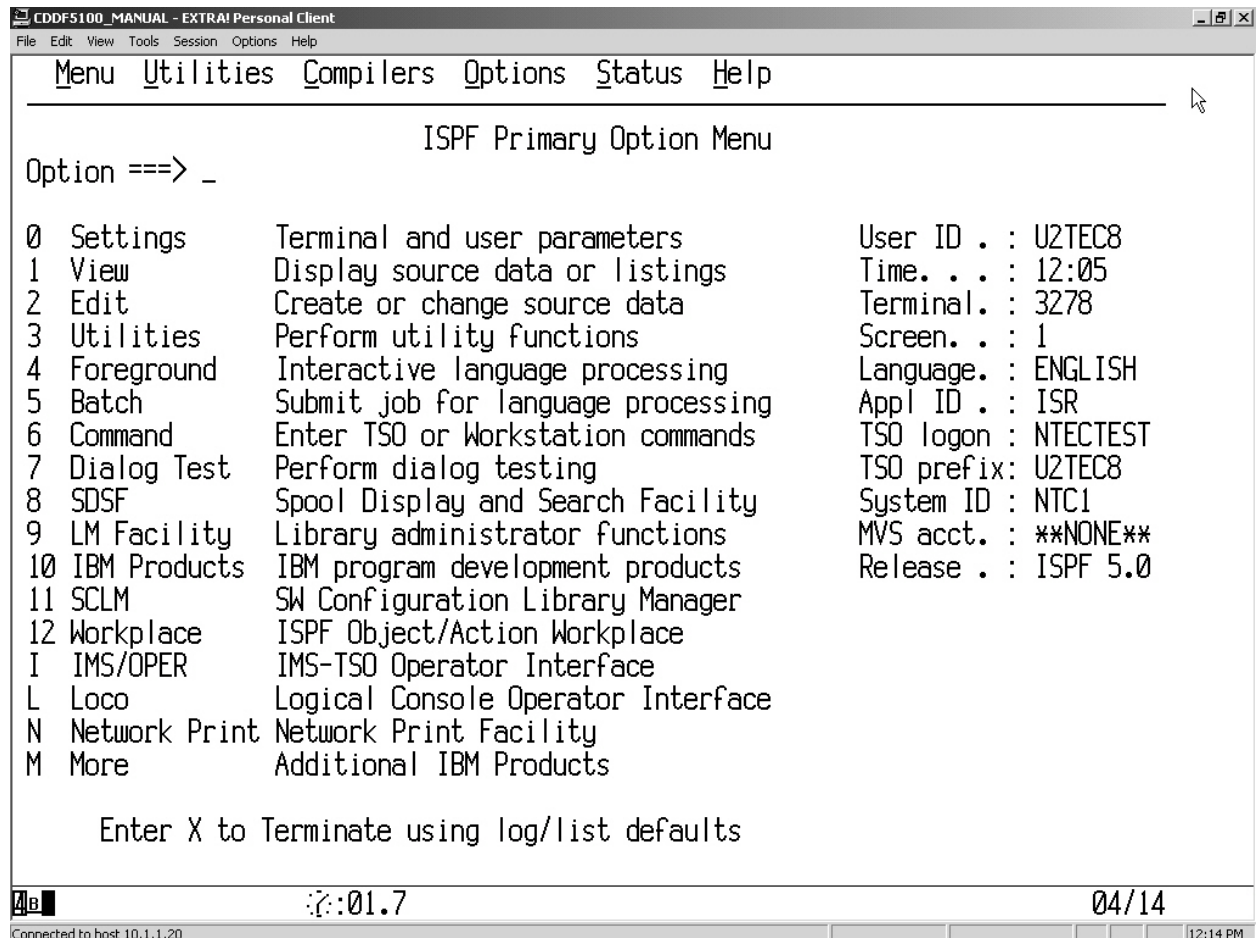 CDDF5100_MANUAL - EXTRA! Personal Client
File Edit View Tools Session Options Help
Menu Utilities Compilers Options Status Help
ISPF Primary Option Menu
Option ===> _
0 Settings Terminal and user parameters User ID . : U2TEC8
1 View Display source data or listings Time. . . : 12:05
2 Edit Create or change source data Terminal. : 3278
3 Utilities Perform utility functions Screen. . : 1
4 Foreground Interactive language processing Language. : ENGLISH
5 Batch Submit job for language processing Appl ID . : ISR
6 Command Enter TSO or Workstation commands TSO logon : NTECTEST
7 Dialog Test Perform dialog testing TSO prefix: U2TEC8
8 SDSF Spool Display and Search Facility System ID : NTC1
9 LM Facility Library administrator functions MVS acct. : **NONE**
10 IBM Products IBM program development products Release . : ISPF 5.0
11 SCLM SW Configuration Library Manager
12 Workplace ISPF Object/Action Workplace
I IMS/OPER IMS-TSO Operator Interface
L Loco Logical Console Operator Interface
N Network Print Network Print Facility
M More Additional IBM Products
Enter X to Terminate using log/list defaults
4B :01.7 04/14
Connected to host 10.1.1.20 12:14 PM